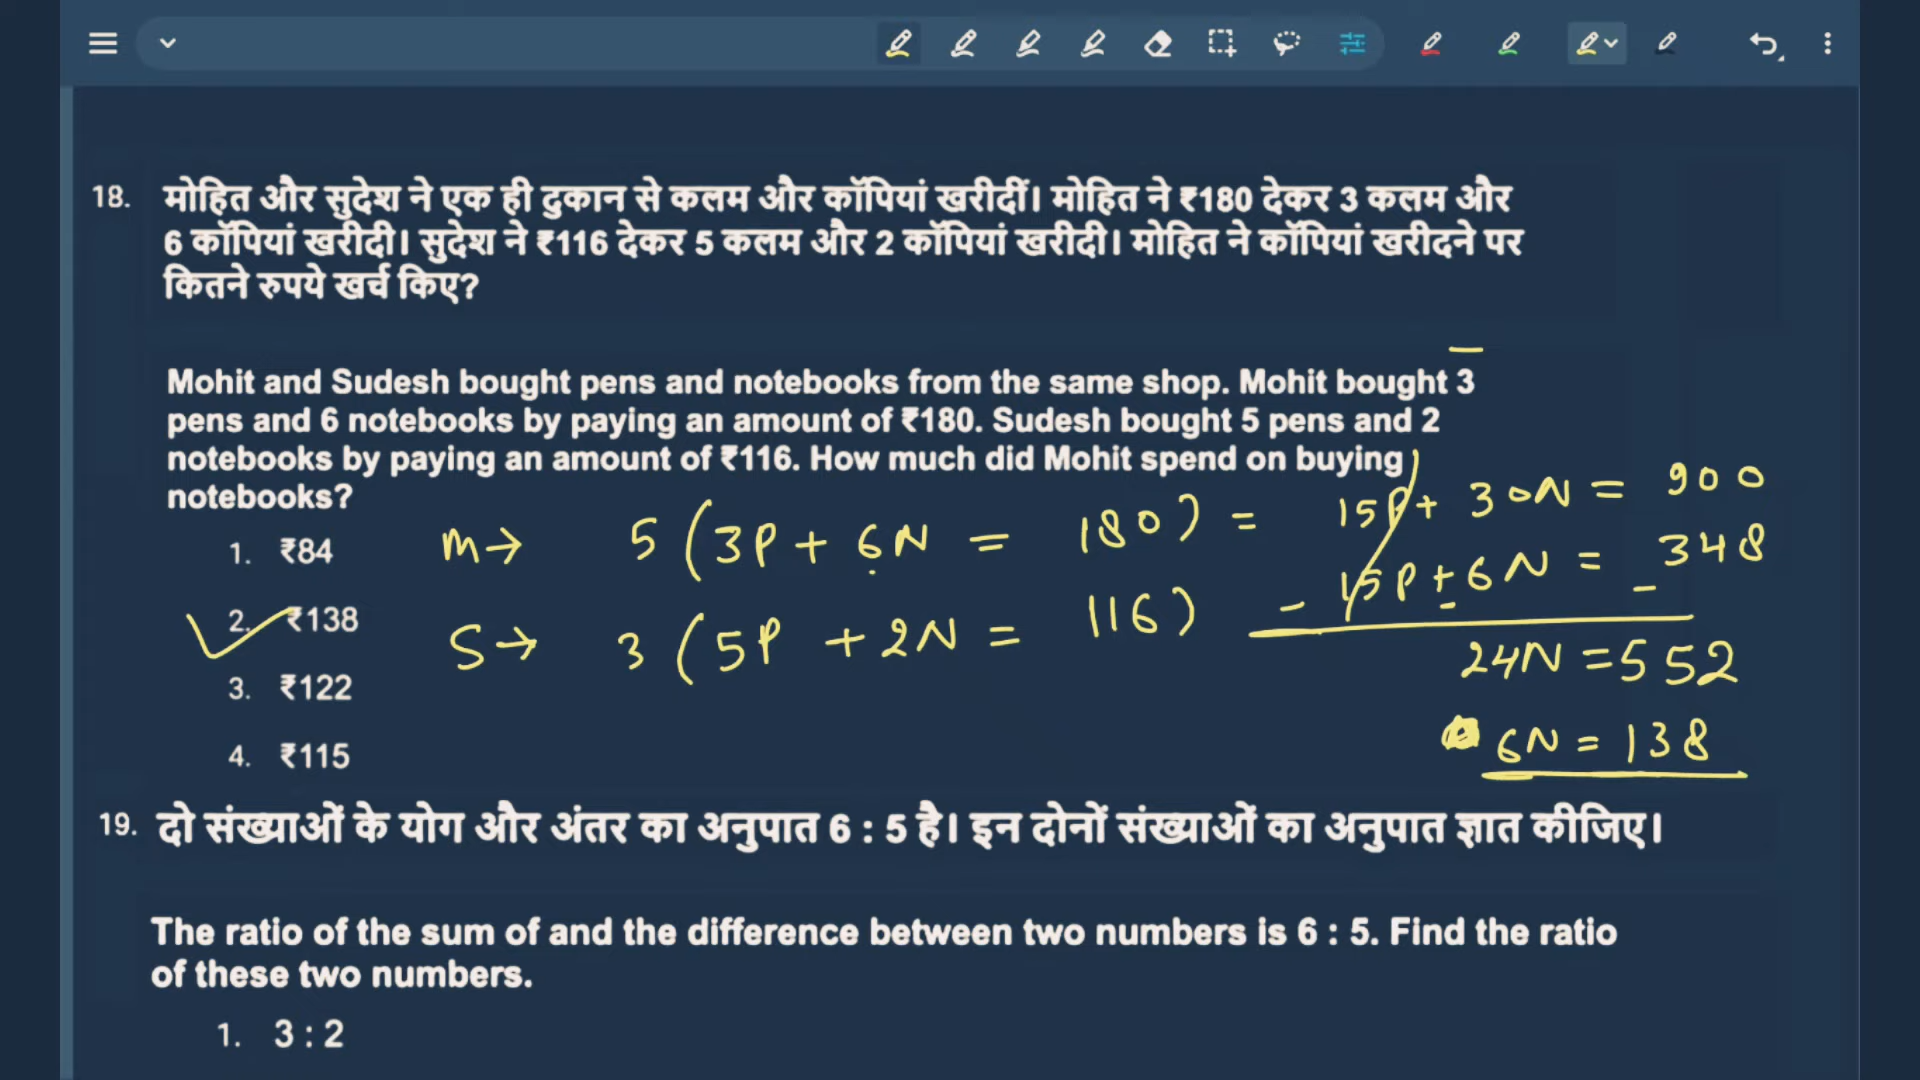 18. मोहित और सुदेश ने एक ही दुकान से कलम और कॉपियां खरीदीं। मोहित ने ₹180 देकर 3 कलम और
6 कॉपियां खरीदी। सुदेश ने ₹116 देकर 5 कलम और 2 कॉपियां खरीदी। मोहित ने कॉपियां खरीदने पर
कितने रुपये खर्च किए?
Mohit and Sudesh bought pens and notebooks from the same shop. Mohit bought 3
pens and 6 notebooks by paying an amount of ₹180. Sudesh bought 5 pens and 2
notebooks by paying an amount of ₹116. How much did Mohit spend on buying
notebooks?
1. ₹84
2. ₹138
3. ₹122
4. ₹115
M→ 5 (3P + 6N = 180) = 15P + 30N = 900
S→ 3 (5P + 2N = 116) - 15P + 6N = 348
24N = 552
6N = 138
19. दो संख्याओं के योग और अंतर का अनुपात 6 : 5 है। इन दोनों संख्याओं का अनुपात ज्ञात कीजिए।
The ratio of the sum of and the difference between two numbers is 6 : 5. Find the ratio
of these two numbers.
1. 3 : 2